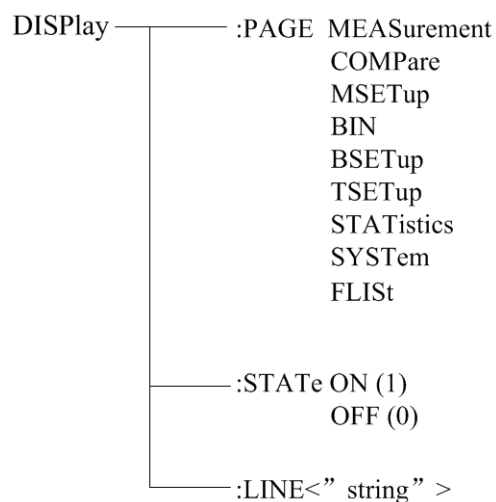 DISPlay :PAGE MEASurement
COMPare
MSETup
BIN
BSETup
TSETup
STATistics
SYSTem
FLISt
:STATe ON (1)
OFF (0)
:LINE<” string” >